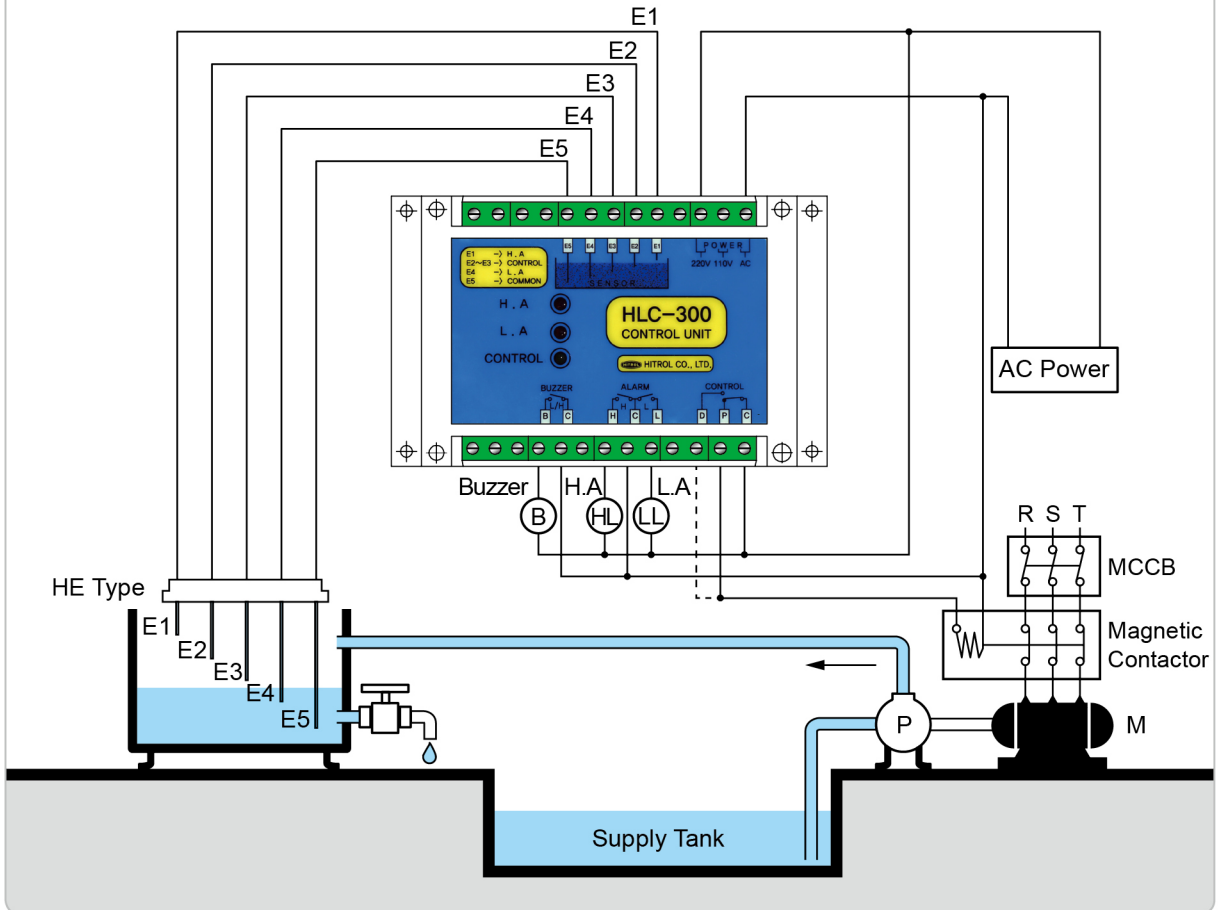 E1
E2
E3
E4
E5
E5 E4 E3 E2 E1
POWER
220V 110V AC
E1 -> H.A
E2~E3 -> CONTROL
E4 -> L.A
E5 -> COMMON
SENSOR
H.A
L.A
CONTROL
HLC-300
CONTROL UNIT
HITROL CO., LTD.
BUZZER ALARM CONTROL
L/H H L
B C H C L D P C
AC Power
Buzzer H.A L.A
B HL LL
R S T
MCCB
HE Type
Magnetic
Contactor
E1
E2
E3
E4
E5
P
M
Supply Tank